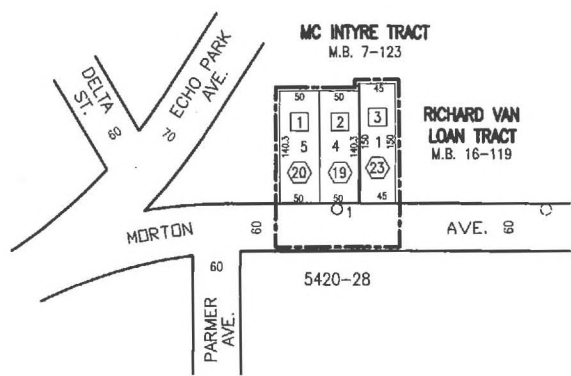 MC INTYRE TRACT
M.B. 7-123
DELTA
ST.
60
ECHO PARK
AVE.
70
50
50
45
1
2
3
RICHARD VAN
LOAN TRACT
M.B. 16-119
5
140.3
4
140.3
150
1
150
20
19
23
50
50
45
1
MORTON
60
AVE.
60
60
5420-28
PARMER
AVE.